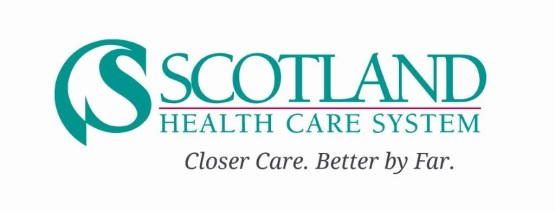 SCOTLAND
HEALTH CARE SYSTEM
Closer Care. Better by Far.